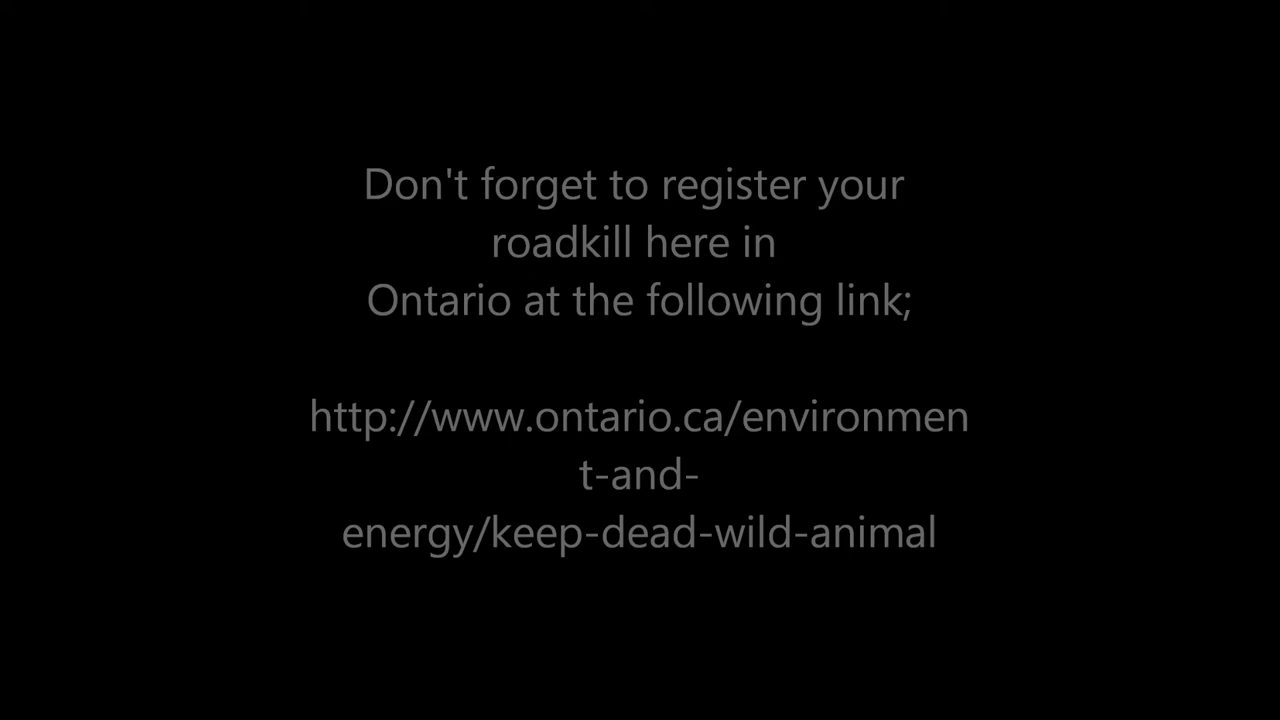 Don't forget to register your
roadkill here in
Ontario at the following link;
http://www.ontario.ca/environmen
t-and-
energy/keep-dead-wild-animal